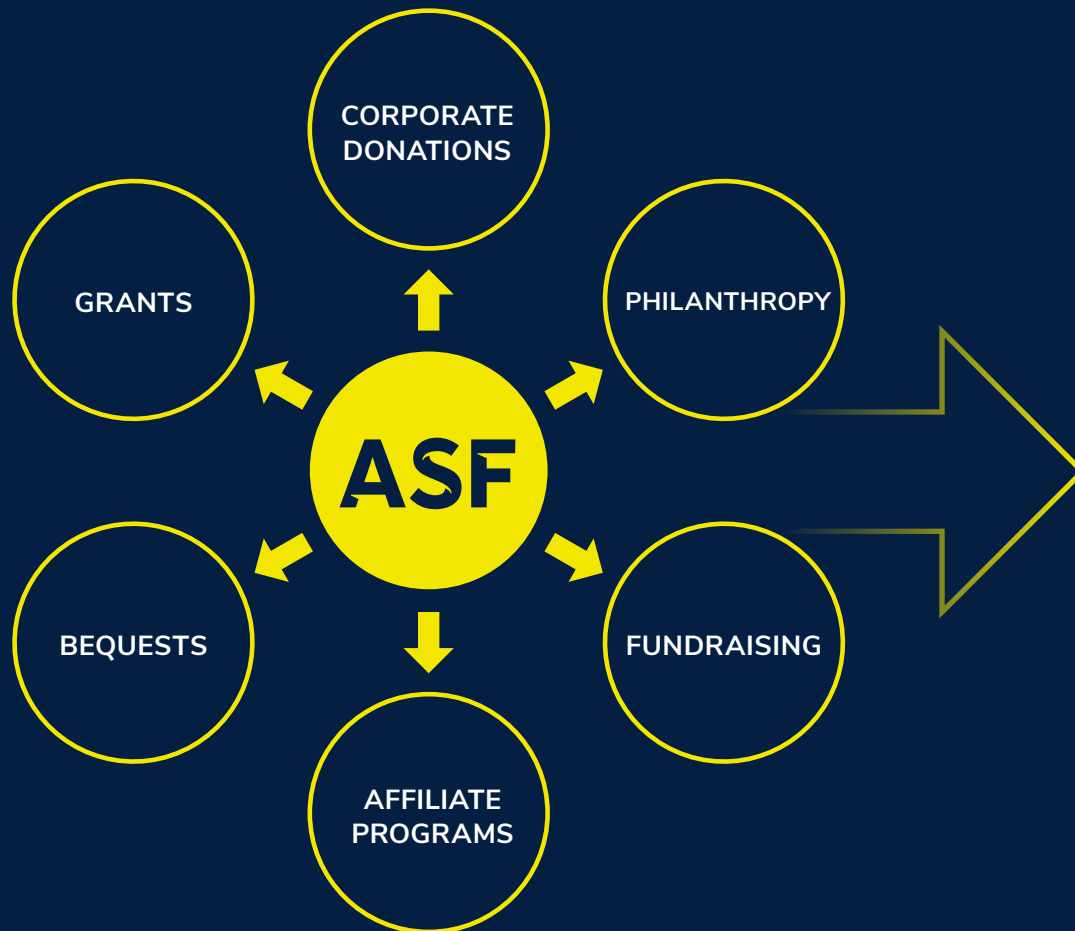 CORPORATE
DONATIONS
GRANTS
PHILANTHROPY
ASF
BEQUESTS
FUNDRAISING
AFFILIATE
PROGRAMS